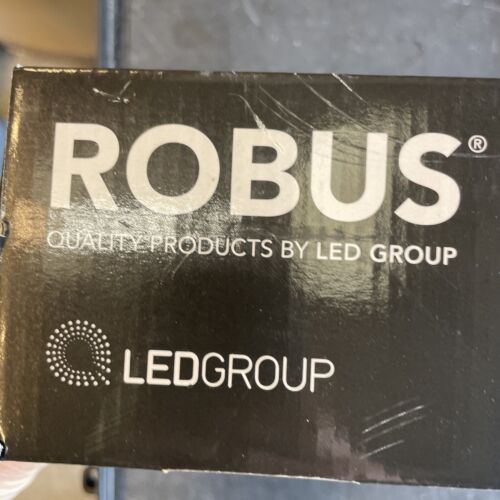 ROBUS®
QUALITY PRODUCTS BY LED GROUP
LEDGROUP